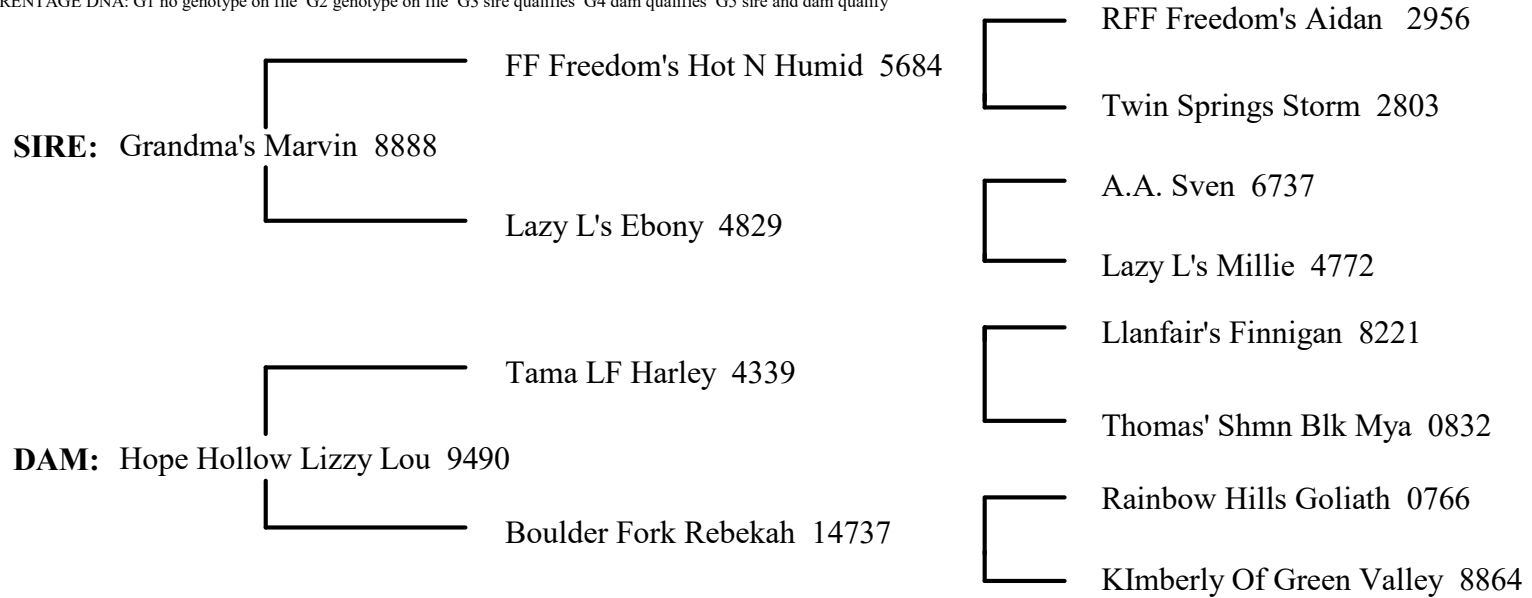 RENTAGE DNA: G1 no genotype on file G2 genotype on file G3 sire qualifies G4 dam qualifies G5 sire and dam qualify
RFF Freedom's Aidan 2956
FF Freedom's Hot N Humid 5684
Twin Springs Storm 2803
SIRE: Grandma's Marvin 8888
A.A. Sven 6737
Lazy L's Ebony 4829
Lazy L's Millie 4772
Llanfair's Finnigan 8221
Tama LF Harley 4339
Thomas' Shmn Blk Mya 0832
DAM: Hope Hollow Lizzy Lou 9490
Rainbow Hills Goliath 0766
Boulder Fork Rebekah 14737
KImberly Of Green Valley 8864